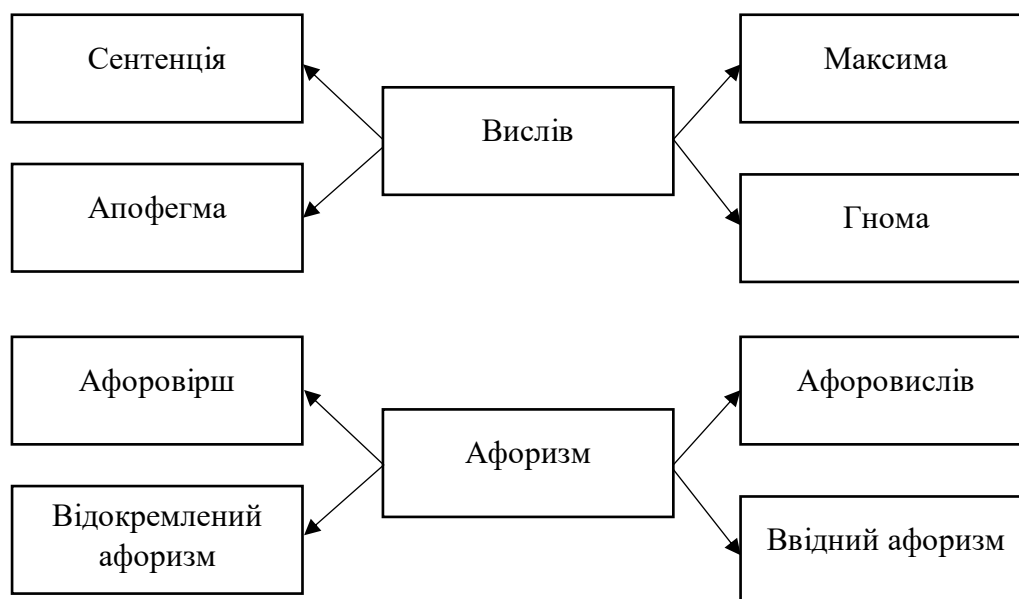 Сентенція
Максима
Вислів
Апофегма
Гнома
Афоровірш
Афоровислів
Афоризм
Відокремлений
афоризм
Ввідний афоризм